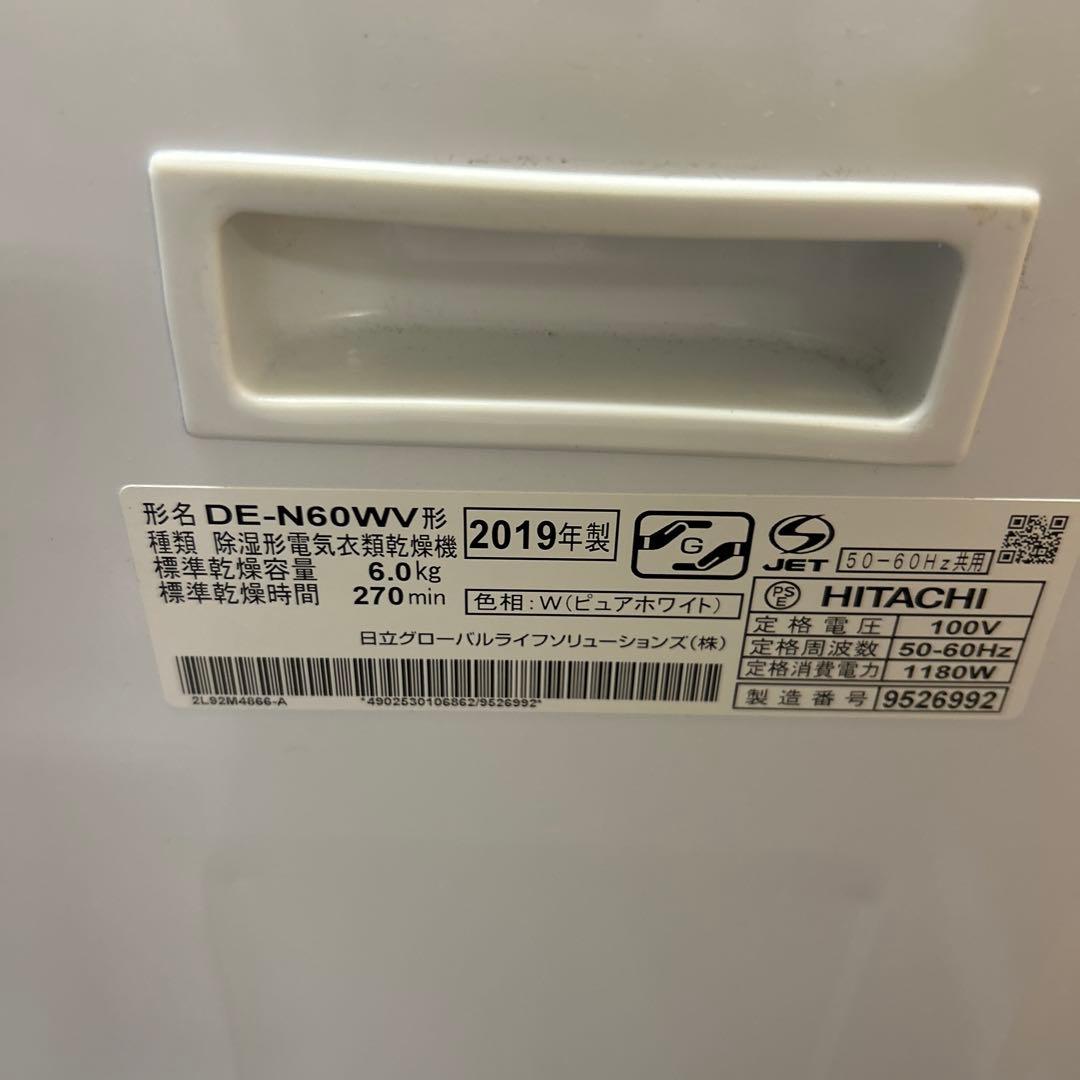 形名 DE-N60WV形
種類 除湿形電気衣類乾燥機
標準乾燥容量 6.0kg
標準乾燥時間 270min
2019年製
色相:W(ピュアホワイト)
日立グローバルライフソリューションズ(株)
2L92M4866-A
*4902530106862/9526992*
G
S
JET
50-60Hz共用
PSE HITACHI
定格電圧 100V
定格周波数 50-60Hz
定格消費電力 1180W
製造番号 9526992